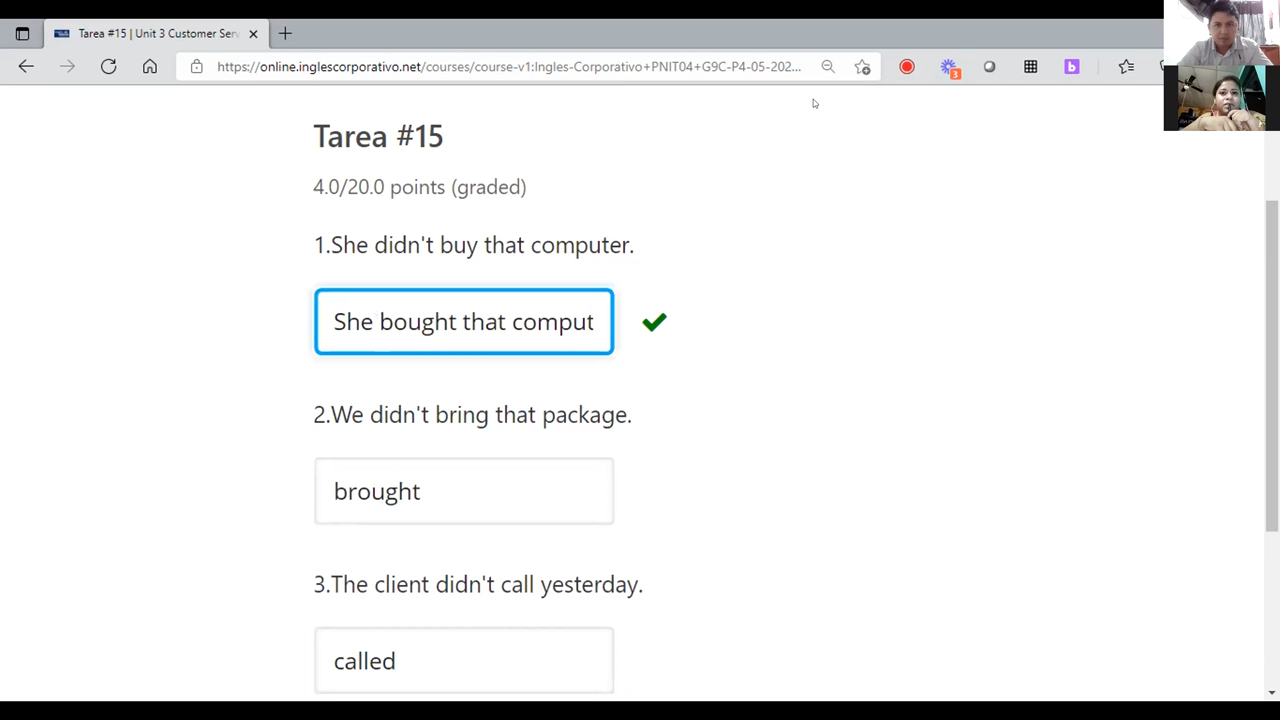 Tarea #15 | Unit 3 Customer Serv
https://online.inglescorporativo.net/courses/course-v1:Ingles-Corporativo+PNIT04+G9C-P4-05-202...
3
b
Tarea #15
4.0/20.0 points (graded)
1.She didn't buy that computer.
She bought that comput
2.We didn't bring that package.
brought
3.The client didn't call yesterday.
called